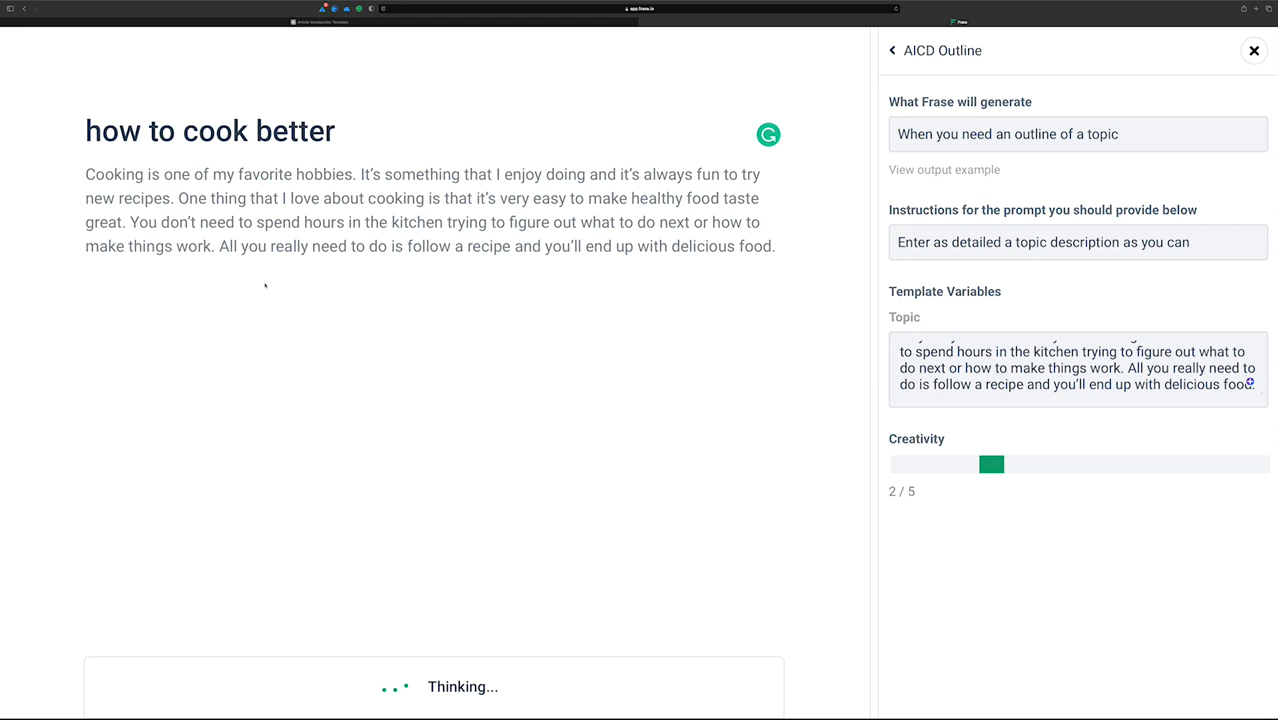 app.frase.io
Article Introduction Template
Frase
AICD Outline
how to cook better
Cooking is one of my favorite hobbies. It's something that I enjoy doing and it's always fun to try
new recipes. One thing that I love about cooking is that it's very easy to make healthy food taste
great. You don't need to spend hours in the kitchen trying to figure out what to do next or how to
make things work. All you really need to do is follow a recipe and you'll end up with delicious food.
Thinking...
What Frase will generate
When you need an outline of a topic
View output example
Instructions for the prompt you should provide below
Enter as detailed a topic description as you can
Template Variables
Topic
to spend hours in the kitchen trying to figure out what to
do next or how to make things work. All you really need to
do is follow a recipe and you'll end up with delicious food.
Creativity
2 / 5